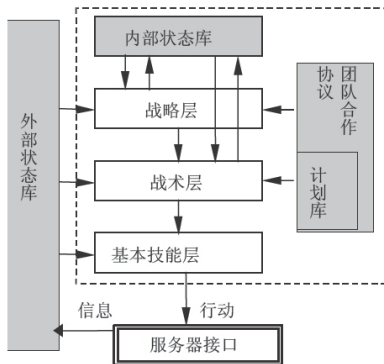 内部状态库
战略层
战术层
基本技能层
服务器接口
外部状态库
团队合作
协议
计划库
信息
行动